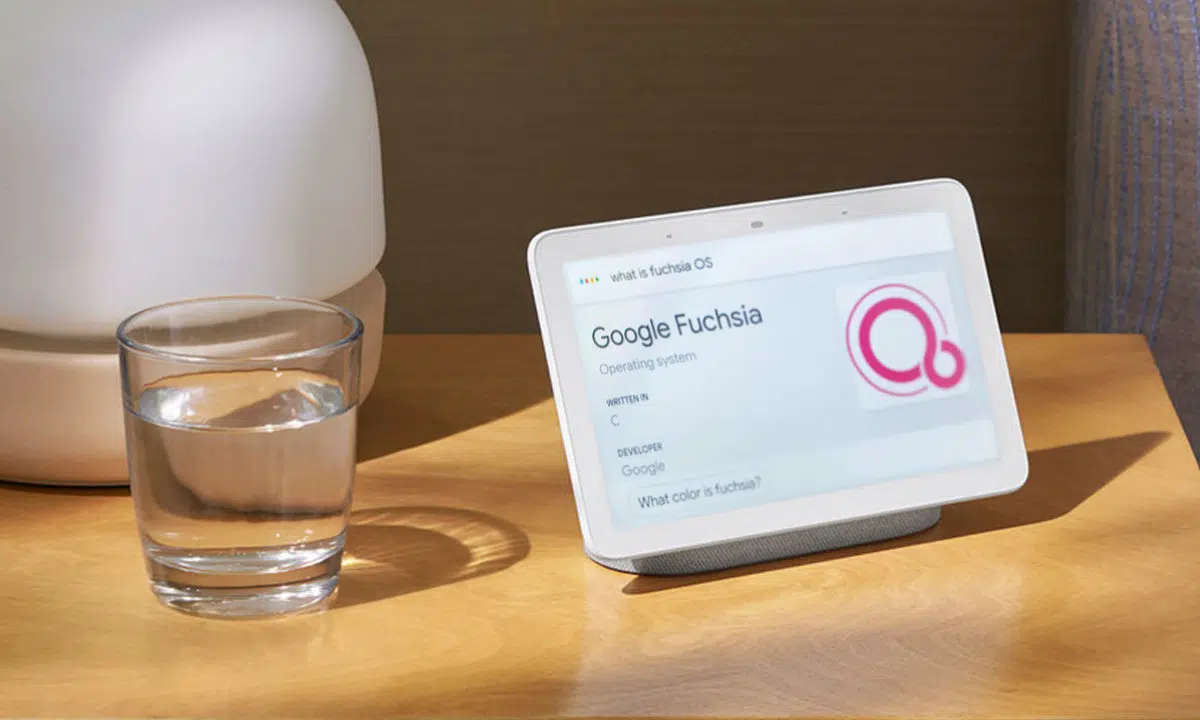 what is fuchsia OS
Google Fuchsia
Operating system
WRITTEN IN
C
DEVELOPER
Google
What color is fuchsia?